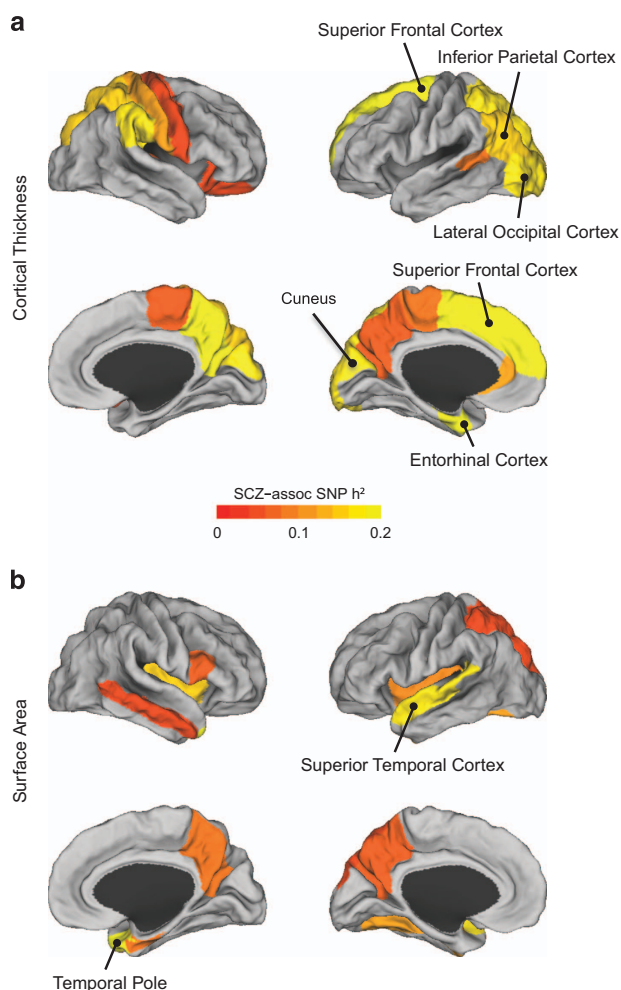 a
Superior Frontal Cortex
Inferior Parietal Cortex
Cortical Thickness
Lateral Occipital Cortex
Superior Frontal Cortex
Cuneus
Entorhinal Cortex
SCZ−assoc SNP h²
0 0.1 0.2
b
Surface Area
Superior Temporal Cortex
Temporal Pole